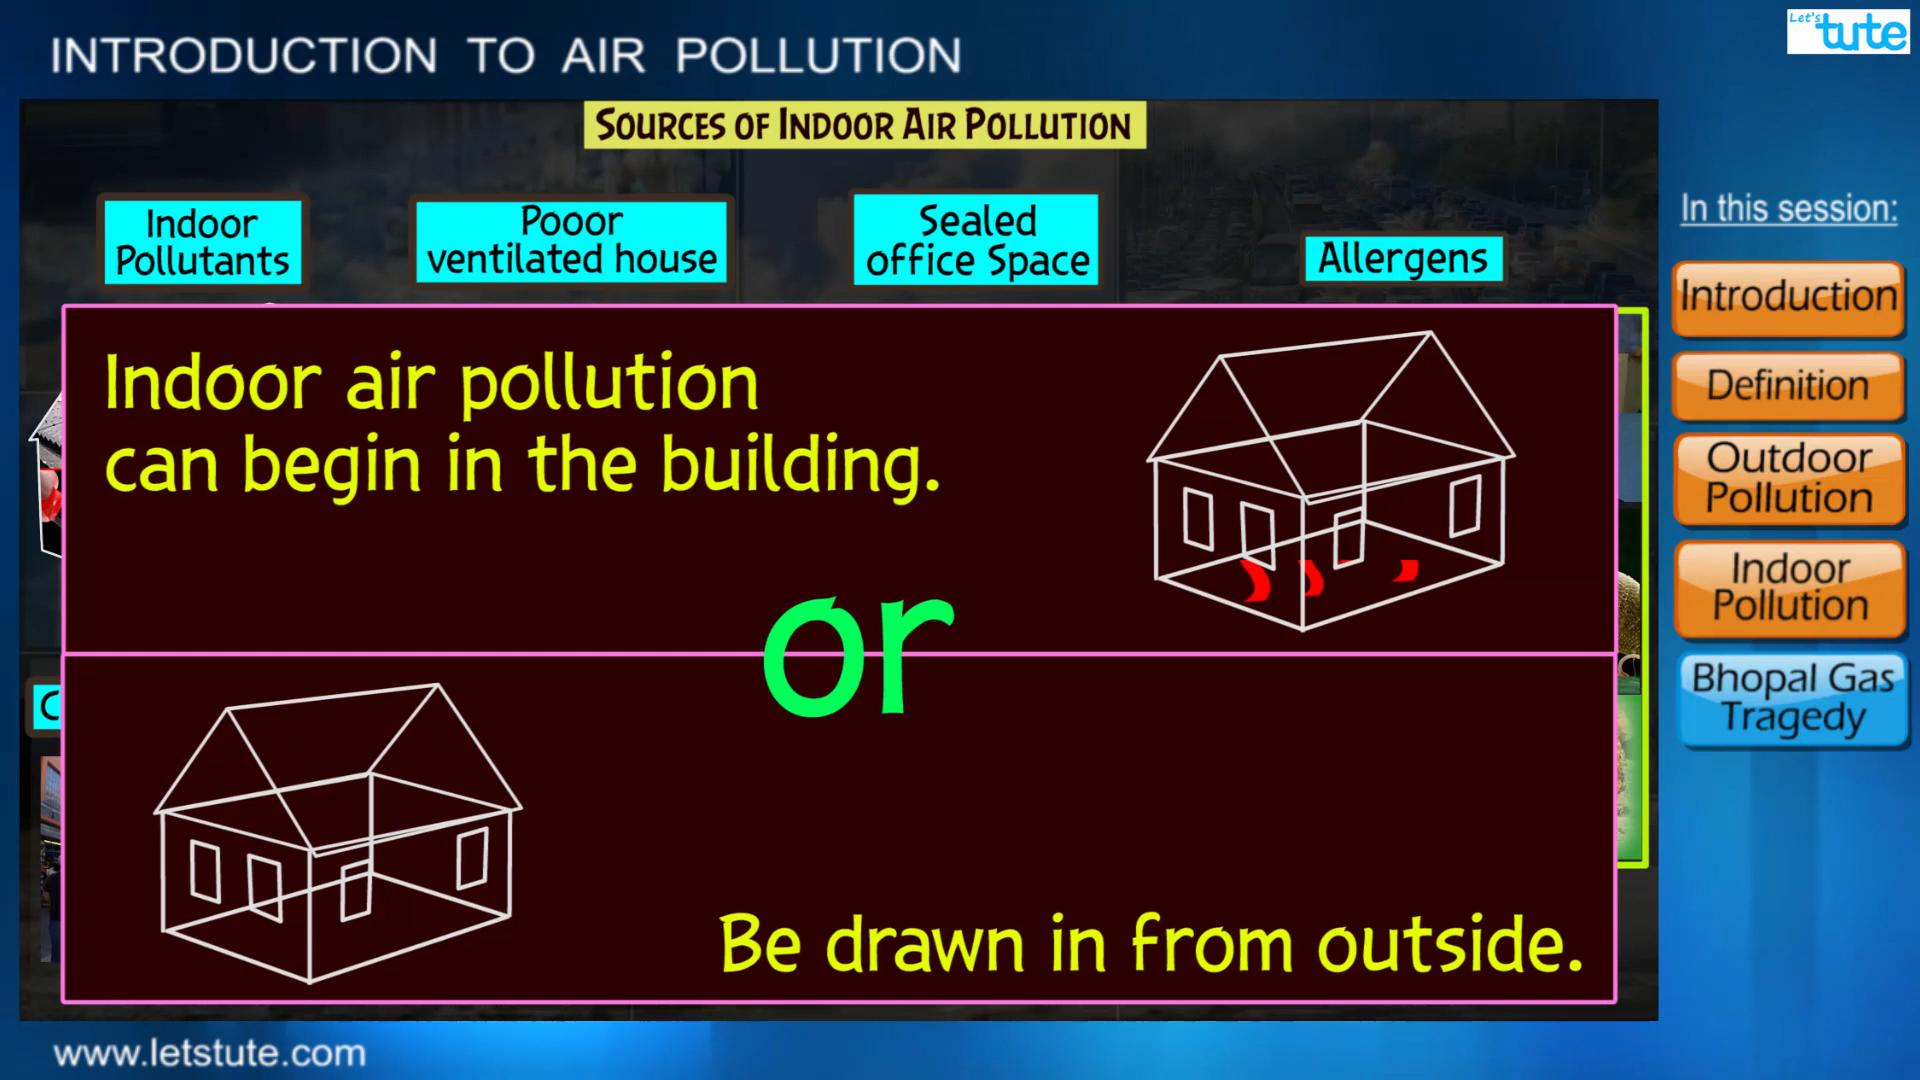 Let's
tute
INTRODUCTION TO AIR POLLUTION
SOURCES OF INDOOR AIR POLLUTION
Indoor
Pollutants
Pooor
ventilated house
Sealed
office Space
Allergens
Indoor air pollution
can begin in the building.
or
Be drawn in from outside.
C
In this session:
Introduction
Definition
Outdoor
Pollution
Indoor
Pollution
Bhopal Gas
Tragedy
www.letstute.com